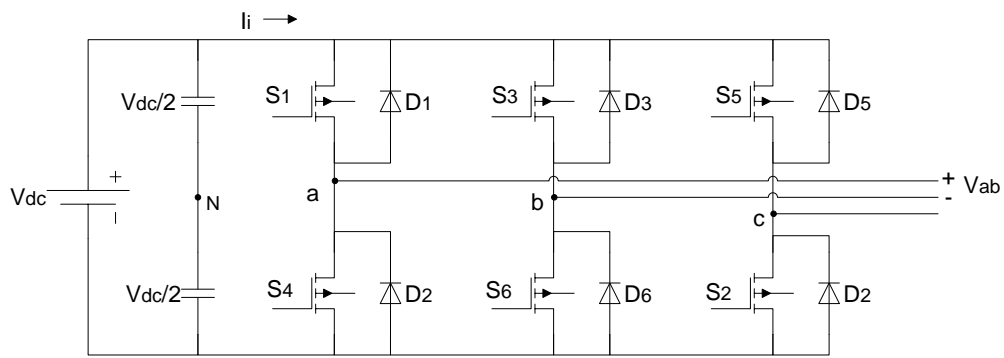 Ii
Vdc/2
S1
D1
S3
D3
S5
D5
Vdc
+
-
N
a
b
c
+
-
Vab
Vdc/2
S4
D2
S6
D6
S2
D2